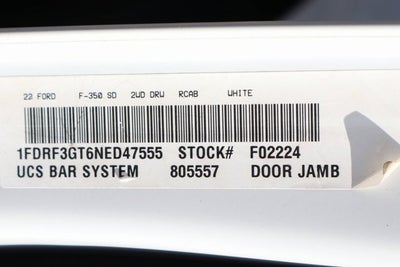 22 FORD F-350 SD 2WD DRW RCAB WHITE
1FDRF3GT6NED47555 STOCK# F02224
UCS BAR SYSTEM 805557 DOOR JAMB